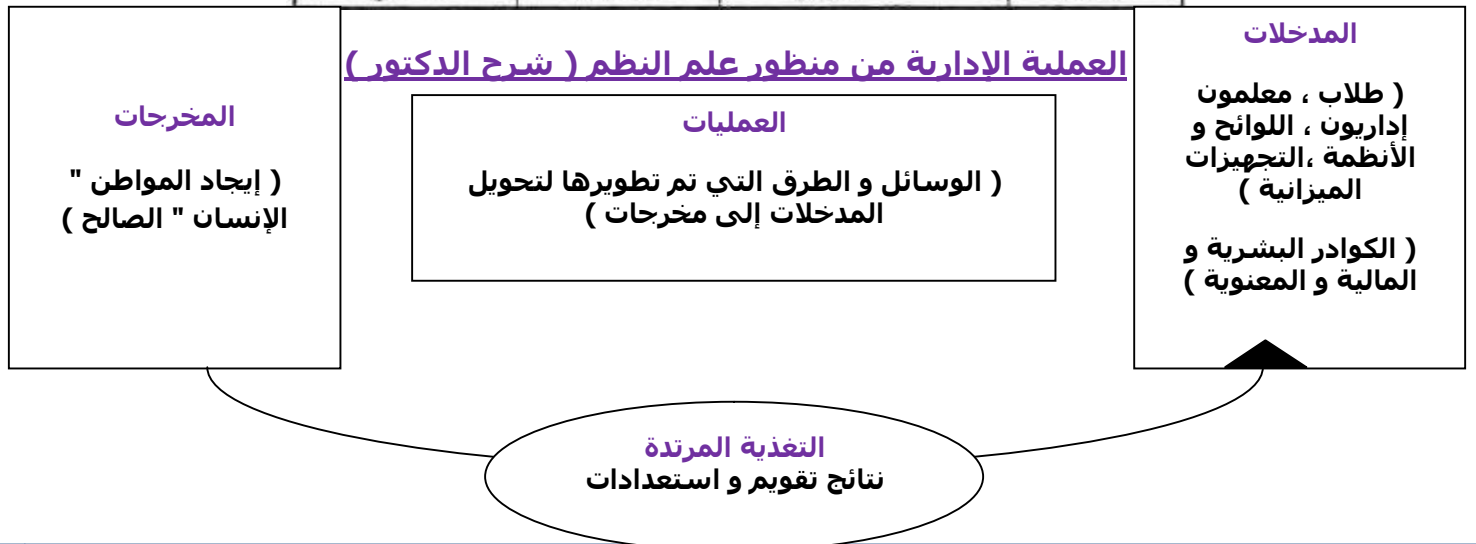 العملية الإدارية من منظور علم النظم ( شرح الدكتور )
المدخلات
( طلاب ، معلمون
إداريون ، اللوائح و
الأنظمة ،التجهيزات
الميزانية )
( الكوادر البشرية و
المالية و المعنوية )
العمليات
( الوسائل و الطرق التي تم تطويرها لتحويل
المدخلات إلى مخرجات )
المخرجات
( إيجاد المواطن "
الإنسان " الصالح )
التغذية المرتدة
نتائج تقويم و استعدادات